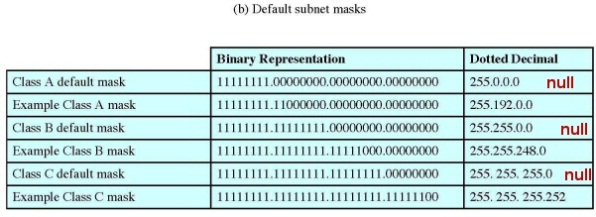 (b) Default subnet masks
Binary Representation Dotted Decimal
Class A default mask 11111111.00000000.00000000.00000000 255.0.0.0 null
Example Class A mask 11111111.11000000.00000000.00000000 255.192.0.0
Class B default mask 11111111.11111111.00000000.00000000 255.255.0.0 null
Example Class B mask 11111111.11111111.11111000.00000000 255.255.248.0
Class C default mask 11111111.11111111.11111111.00000000 255. 255. 255.0 null
Example Class C mask 11111111.11111111.11111111.11111100 255. 255. 255.252